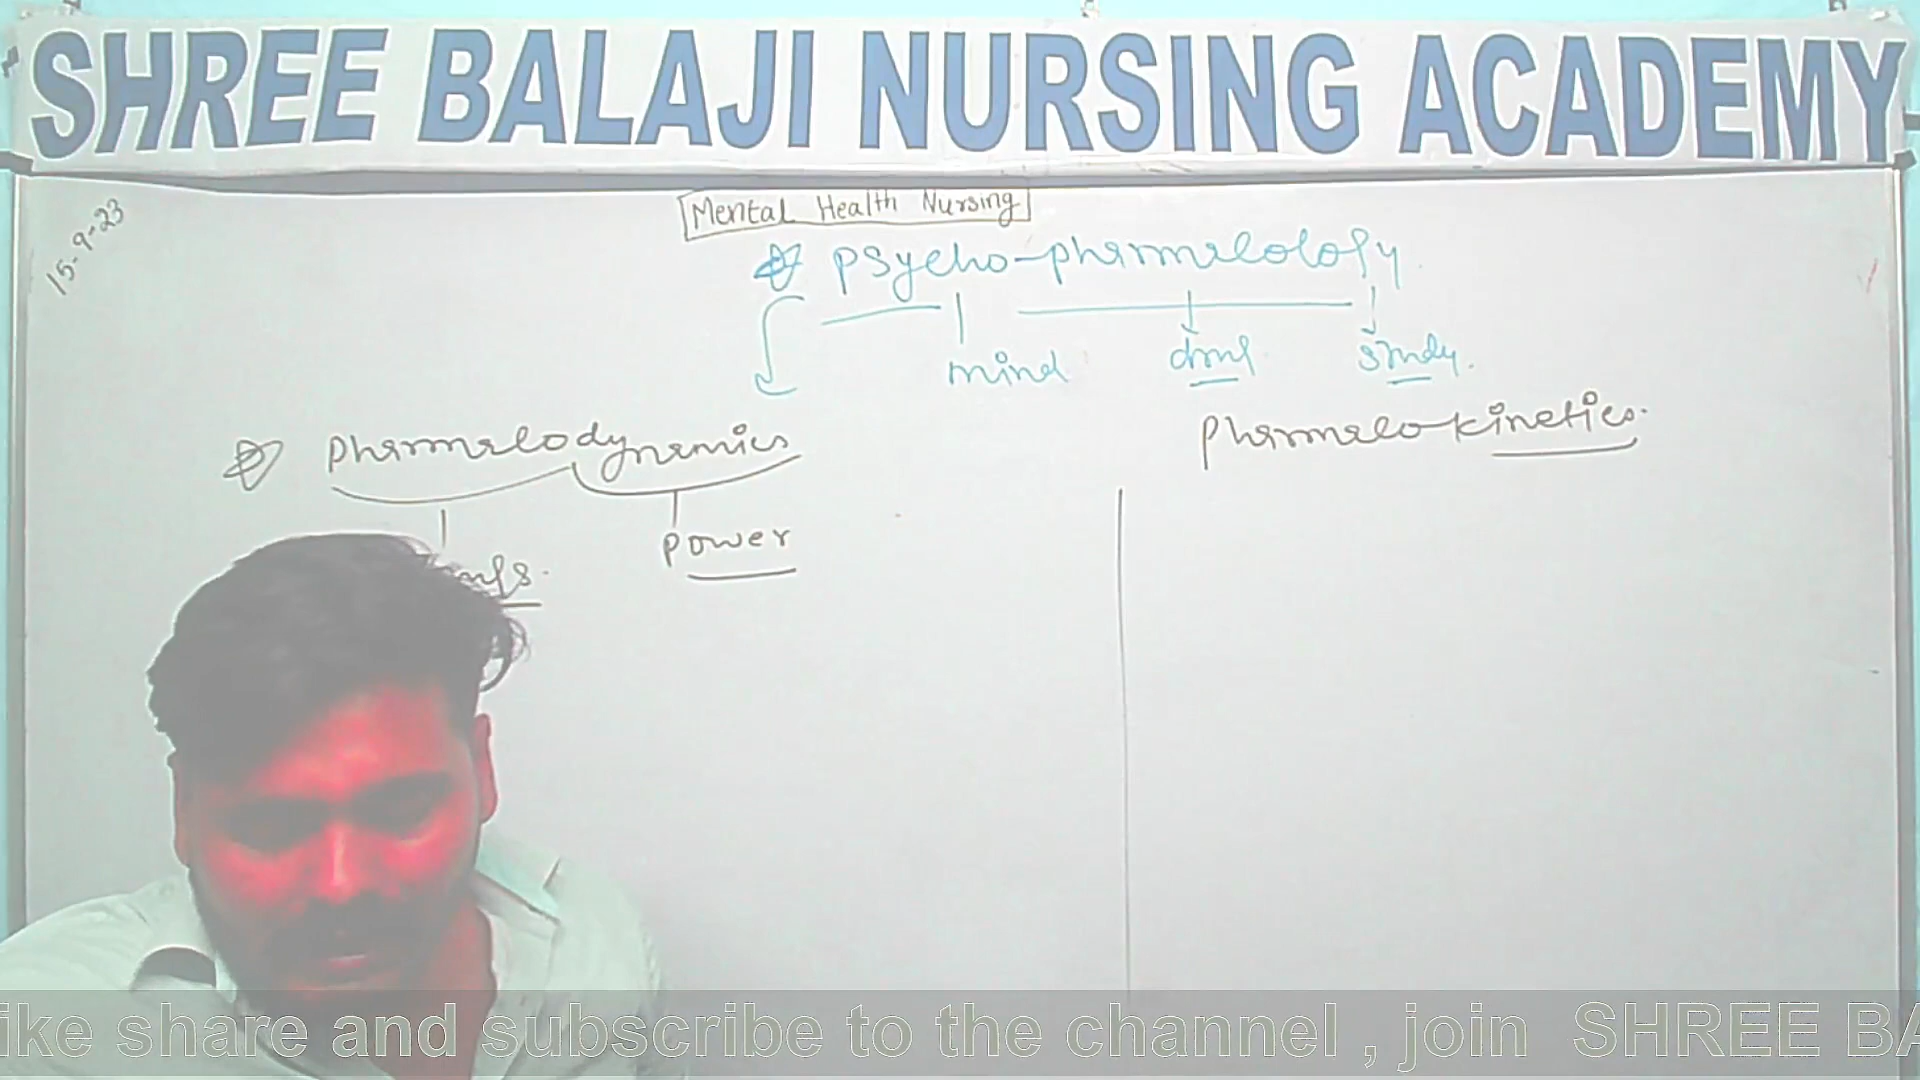 SHREE BALAJI NURSING ACADEMY
15-9-23
Mental Health Nursing
Psycho-pharmacology
mind drug study.
Pharmacodynamics
Pharmacokinetics.
power
ike share and subscribe to the channel , join SHREE BA